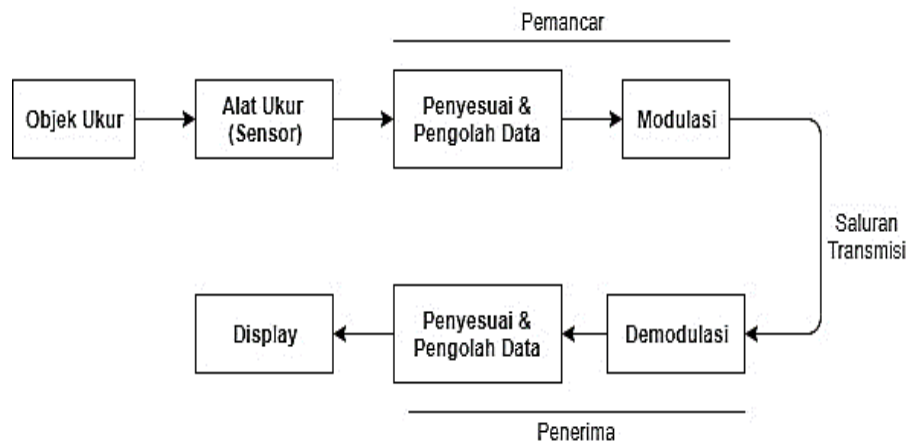 Pemancar
Objek Ukur
Alat Ukur
(Sensor)
Penyesuai &
Pengolah Data
Modulasi
Saluran
Transmisi
Display
Penyesuai &
Pengolah Data
Demodulasi
Penerima